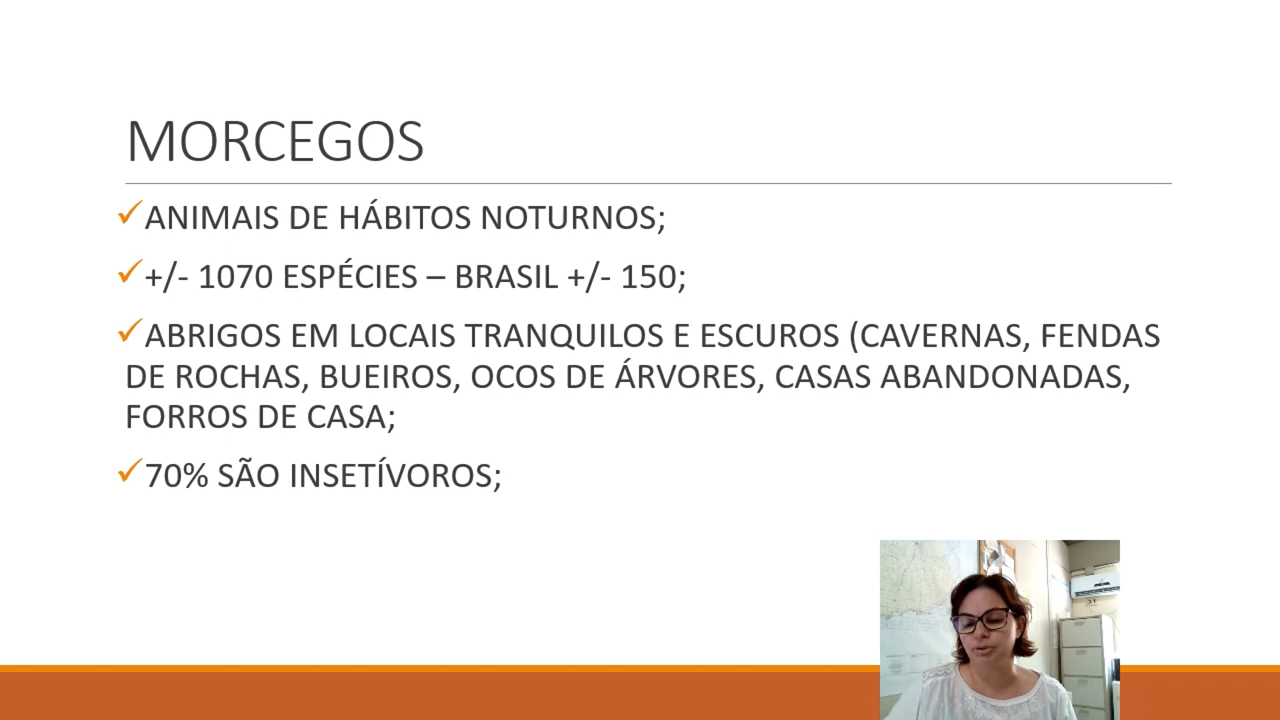 MORCEGOS
✓ANIMAIS DE HÁBITOS NOTURNOS;
✓+/- 1070 ESPÉCIES – BRASIL +/- 150;
✓ABRIGOS EM LOCAIS TRANQUILOS E ESCUROS (CAVERNAS, FENDAS
DE ROCHAS, BUEIROS, OCOS DE ÁRVORES, CASAS ABANDONADAS,
FORROS DE CASA;
✓70% SÃO INSETÍVOROS;